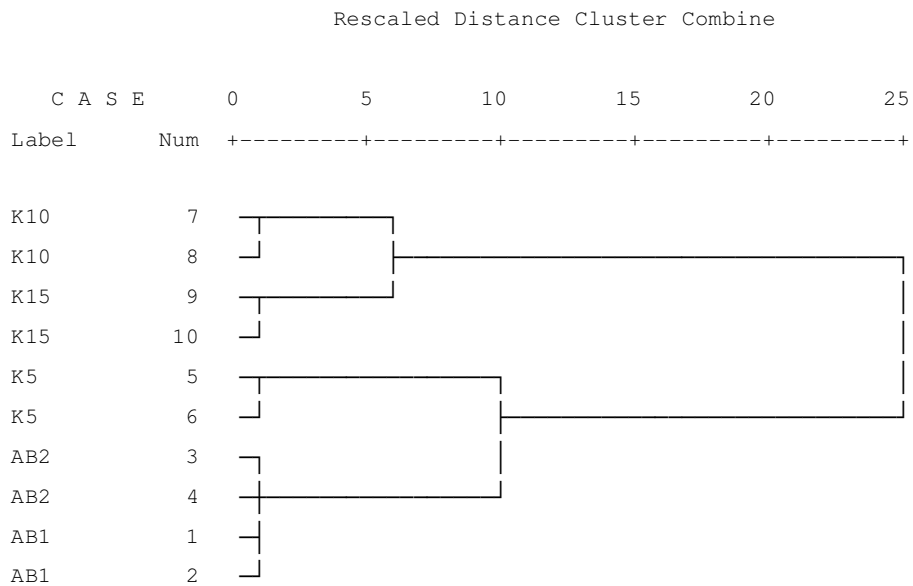 Rescaled Distance Cluster Combine
C A S E 0 5 10 15 20 25
Label Num +---------+---------+---------+---------+---------+
K10 7
K10 8
K15 9
K15 10
K5 5
K5 6
AB2 3
AB2 4
AB1 1
AB1 2